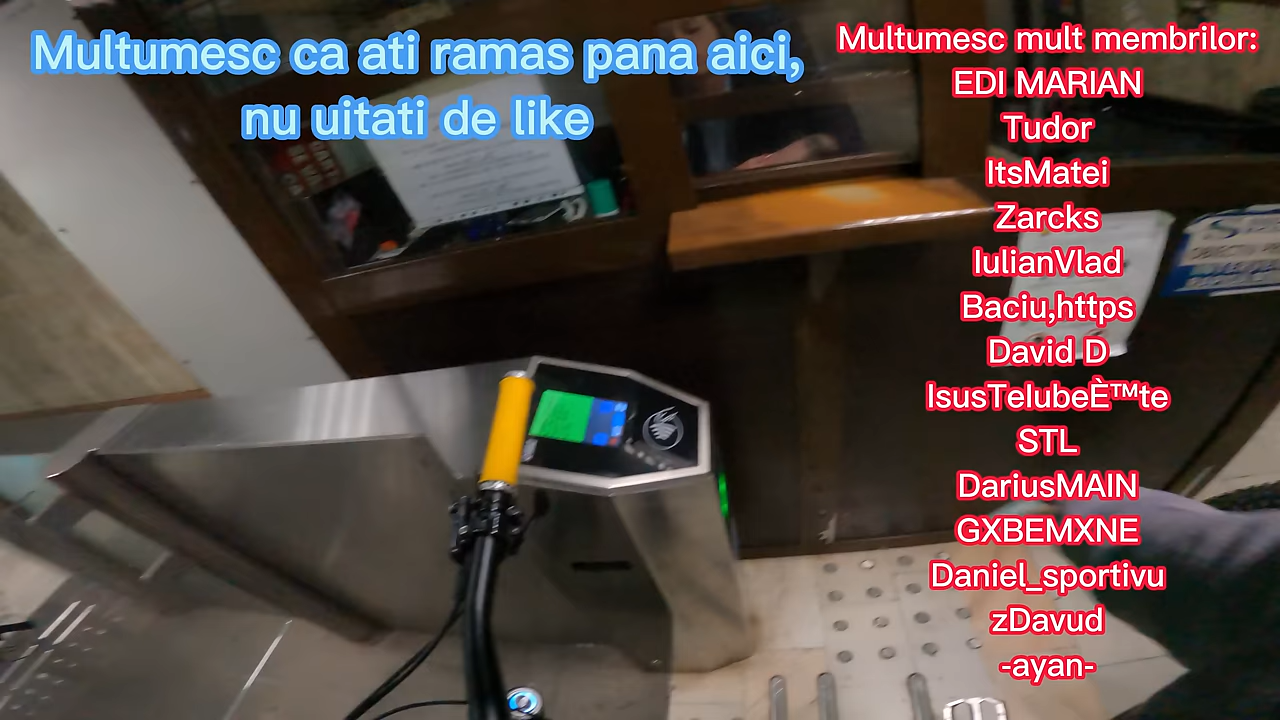 Multumesc ca ati ramas pana aici,
nu uitati de like
Multumesc mult membrilor:
EDI MARIAN
Tudor
ItsMatei
Zarcks
IulianVlad
Baciu,https
David D
IsusTelubeÈ™te
STL
DariusMAIN
GXBEMXNE
Daniel_sportivu
zDavud
-ayan-